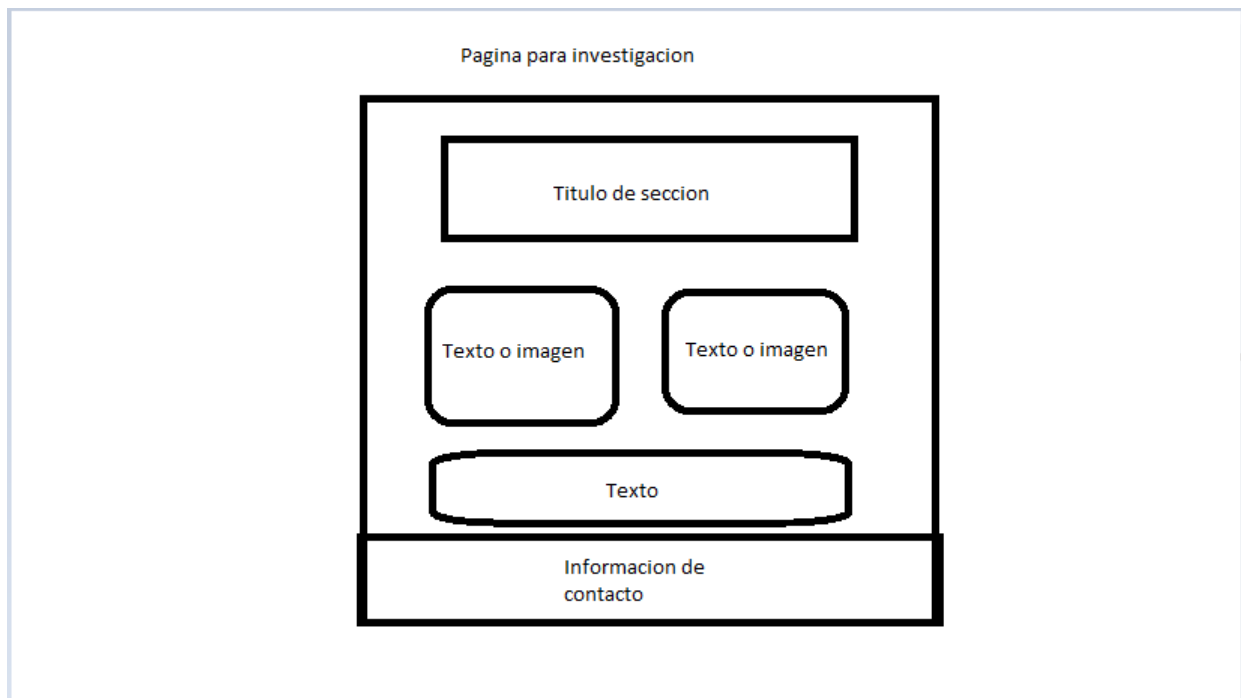 Pagina para investigacion
Titulo de seccion
Texto o imagen
Texto o imagen
Texto
Informacion de
contacto